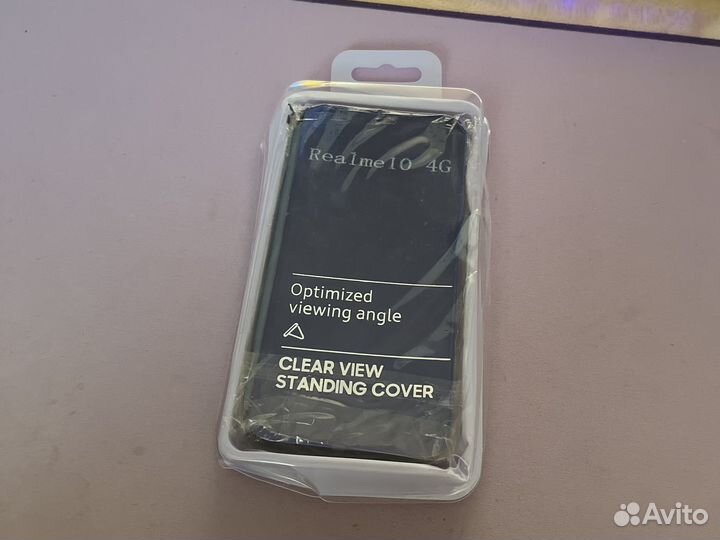 Realme10 4G
Optimized
viewing angle
CLEAR VIEW
STANDING COVER
Avito